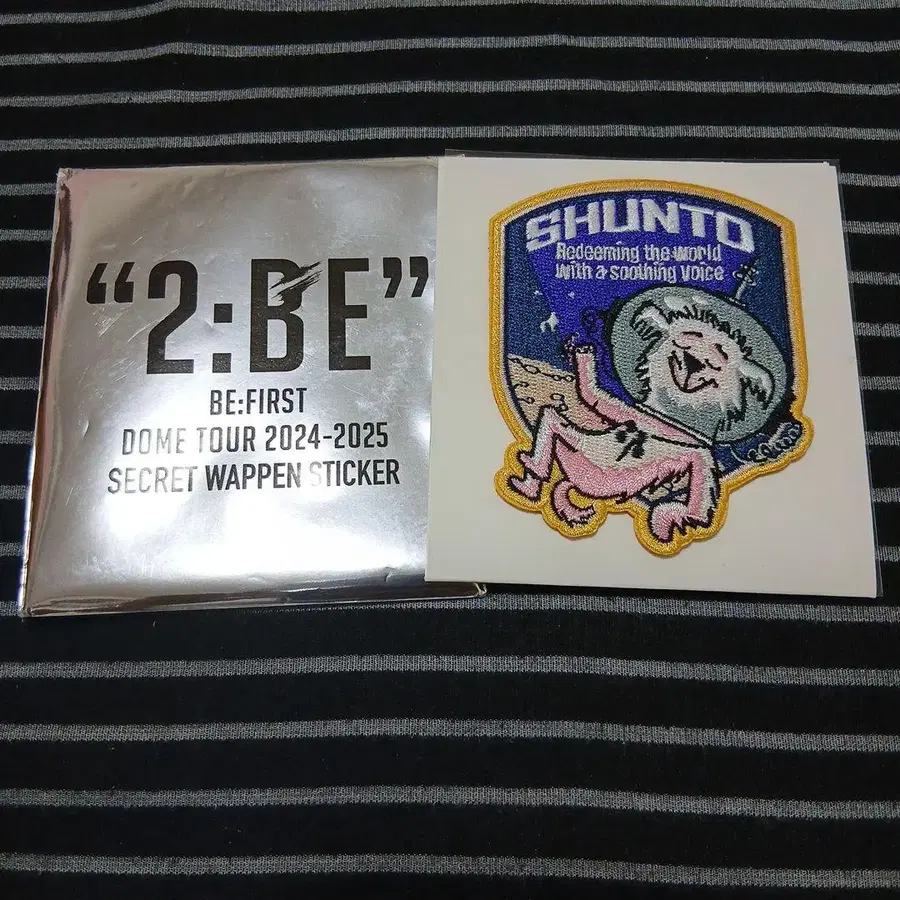 “2:BE”
BE:FIRST
DOME TOUR 2024-2025
SECRET WAPPEN STICKER
SHUNTO
Redeeming the world
with a soothing voice